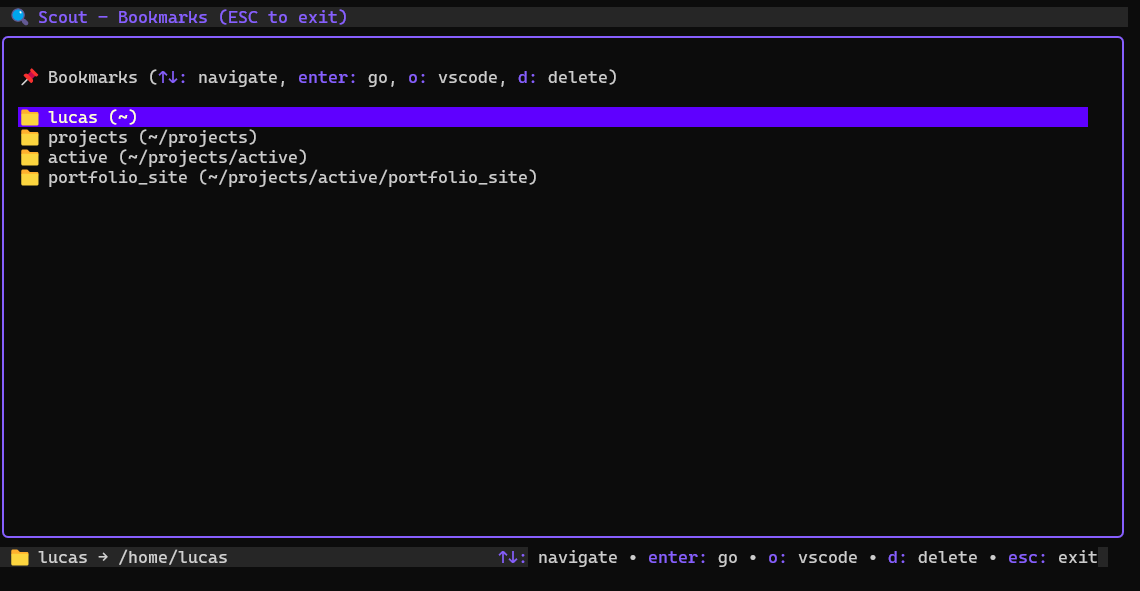 Scout - Bookmarks (ESC to exit)
Bookmarks (↑↓: navigate, enter: go, o: vscode, d: delete)
lucas (~)
projects (~/projects)
active (~/projects/active)
portfolio_site (~/projects/active/portfolio_site)
lucas → /home/lucas ↑↓: navigate • enter: go • o: vscode • d: delete • esc: exit